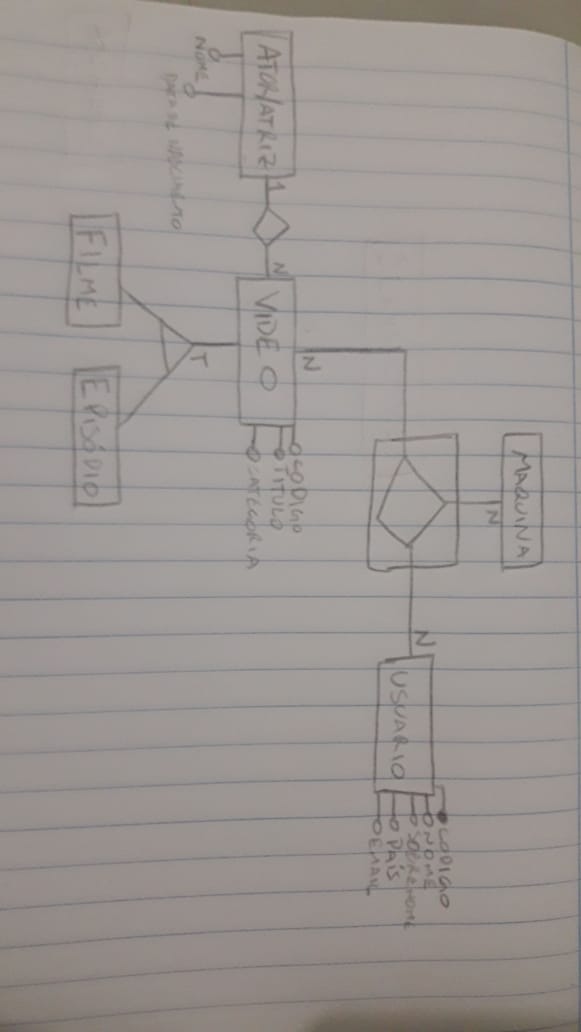 MAQUINA
N
N
USUARIO
CODIGO
NOME
SOBRENOME
PAÍS
EMAIL
N
ATOR/ATRIZ
1
N
VIDEO
CODIGO
TITULO
CATEGORIA
NOME
DATA DE NASCIMENTO
T
FILME
EPISÓDIO